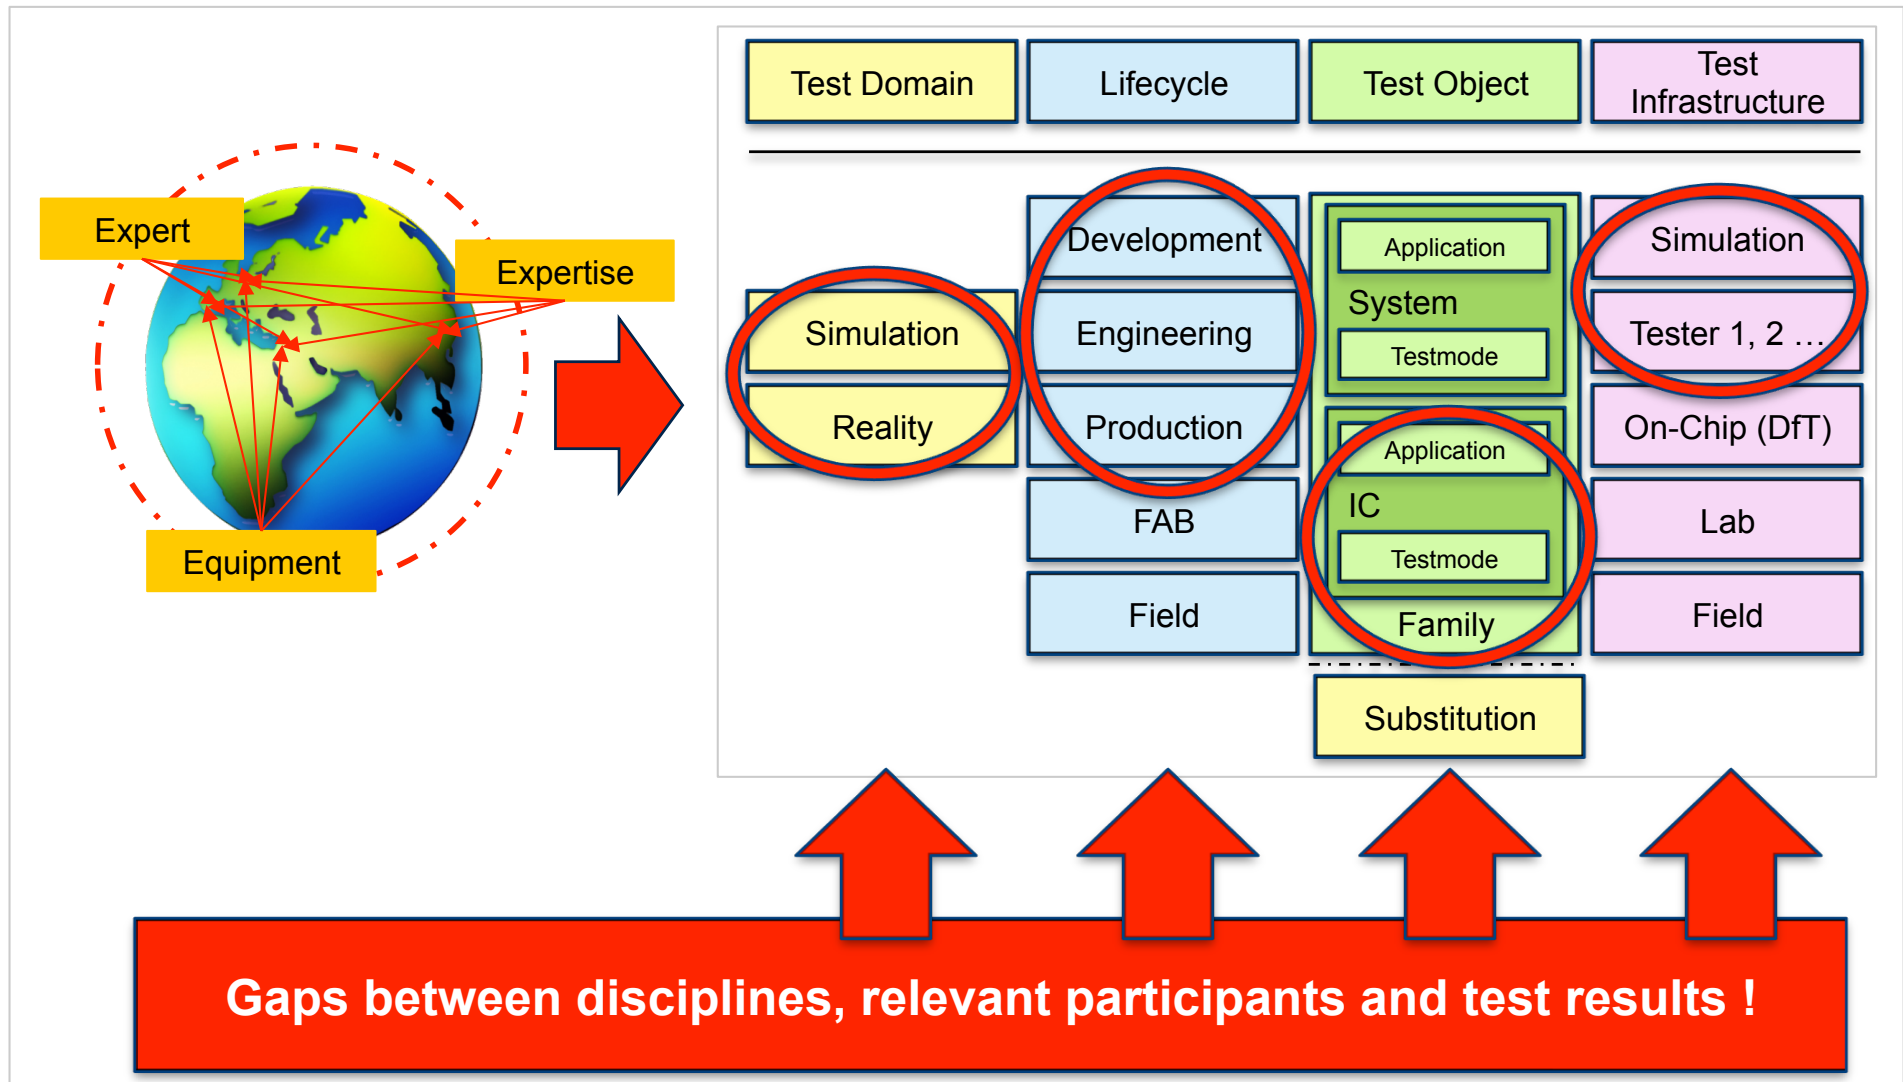 Test Domain
Lifecycle
Test Object
Test
Infrastructure
Expert
Expertise
Equipment
Simulation
Reality
Development
Engineering
Production
FAB
Field
Application
System
Testmode
Application
IC
Testmode
Family
Substitution
Simulation
Tester 1, 2 …
On-Chip (DfT)
Lab
Field
Gaps between disciplines, relevant participants and test results !